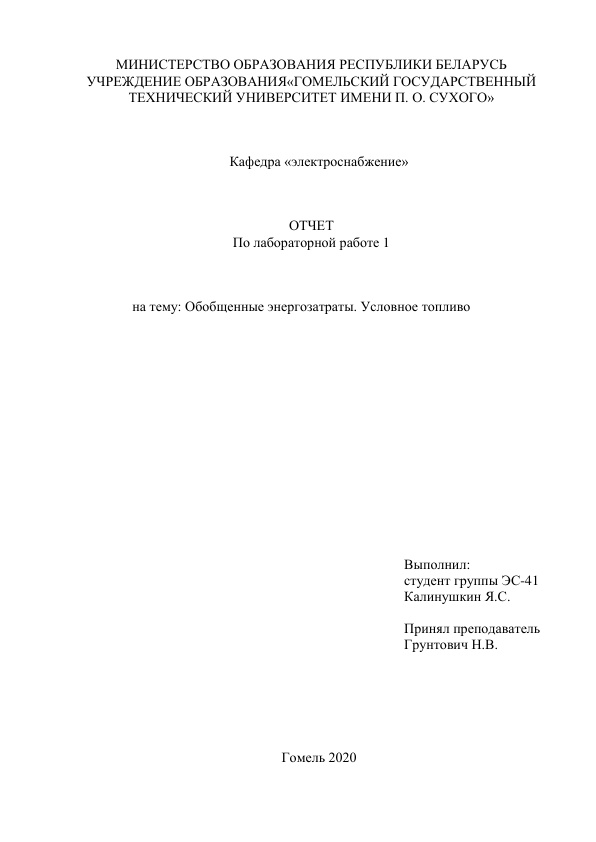 МИНИСТЕРСТВО ОБРАЗОВАНИЯ РЕСПУБЛИКИ БЕЛАРУСЬ
УЧРЕЖДЕНИЕ ОБРАЗОВАНИЯ«ГОМЕЛЬСКИЙ ГОСУДАРСТВЕННЫЙ
ТЕХНИЧЕСКИЙ УНИВЕРСИТЕТ ИМЕНИ П. О. СУХОГО»
Кафедра «электроснабжение»
ОТЧЕТ
По лабораторной работе 1
на тему: Обобщенные энергозатраты. Условное топливо
Выполнил:
студент группы ЭС-41
Калинушкин Я.С.
Принял преподаватель
Грунтович Н.В.
Гомель 2020